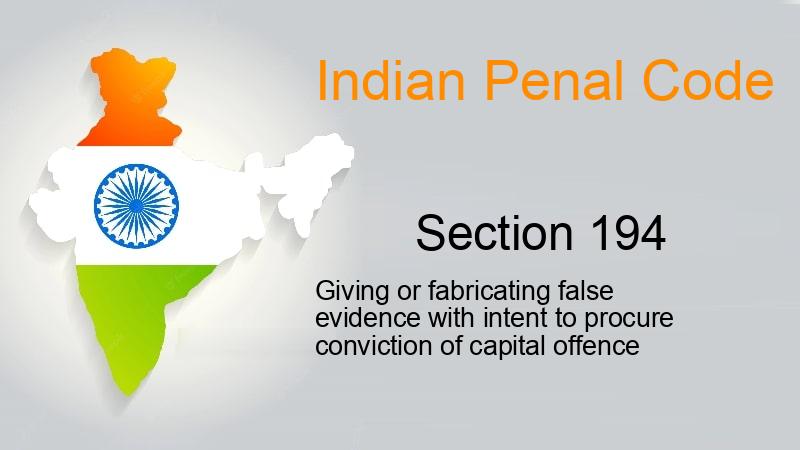 Indian Penal Code
Section 194
Giving or fabricating false
evidence with intent to procure
conviction of capital offence